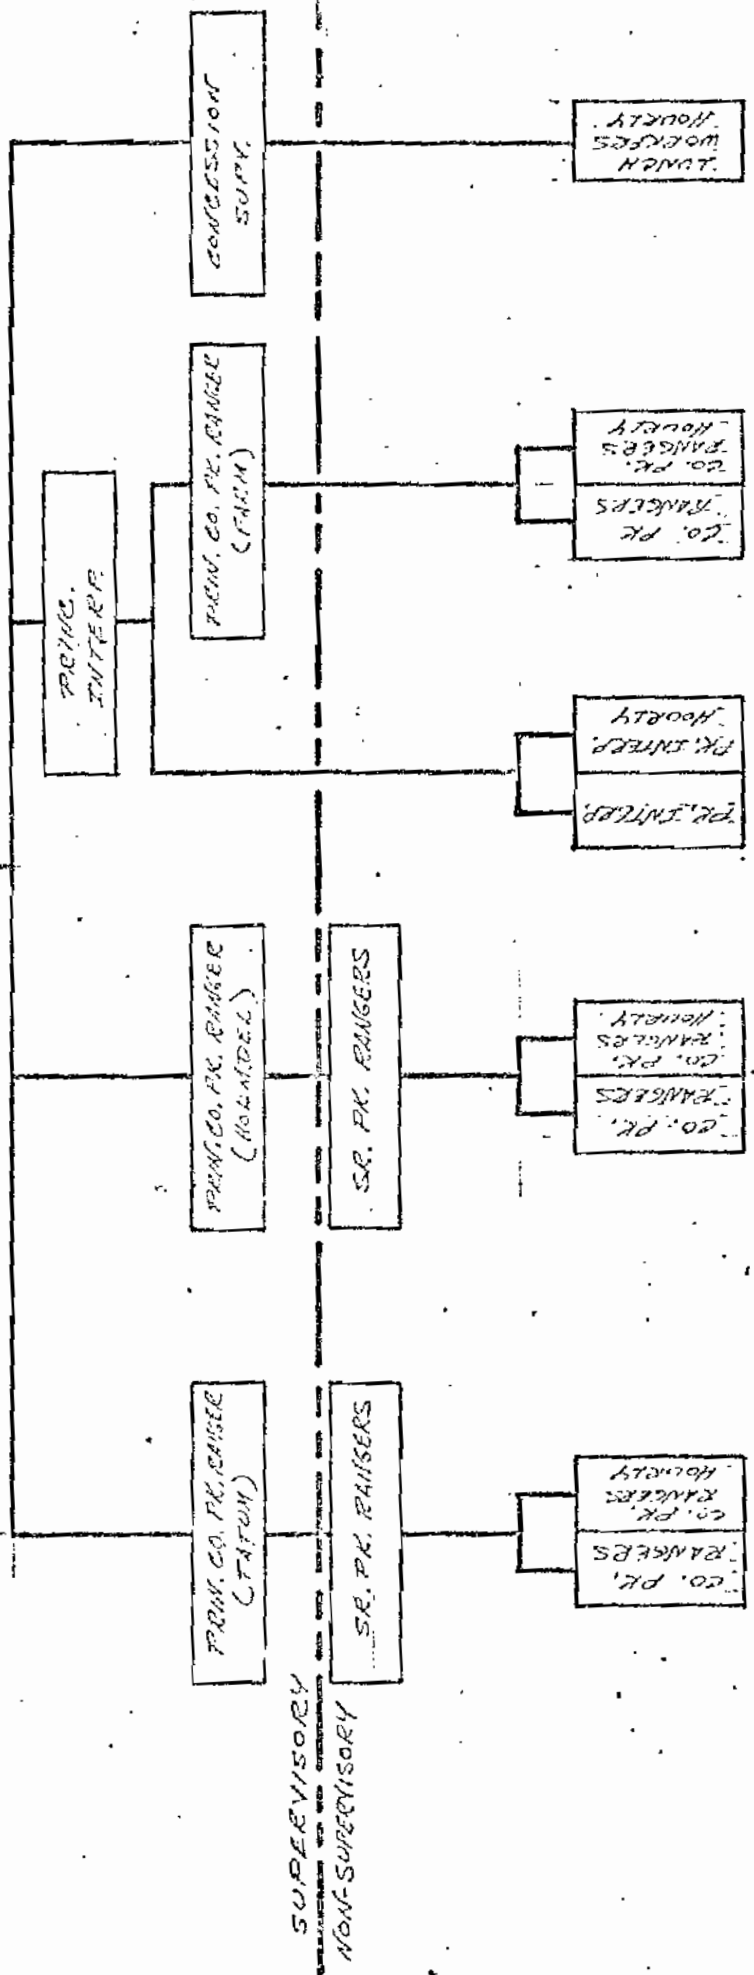 PRINC.
INTERP.
PRIN. CO. PK. RANGER
(TATUM)
PRIN. CO. PK. RANGER
(HOLMDEL)
PRIN. CO. PK. RANGER
(FARM)
CONCESSION
SUPV.
SUPERVISORY
NON-SUPERVISORY
SR. PK. RANGERS
SR. PK. RANGERS
CO. PK.
RANGERS
CO. PK.
RANGERS
HOURLY
CO. PK.
RANGERS
CO. PK.
RANGERS
HOURLY
PK. INTERP.
PK. INTERP.
HOURLY
CO. PK
RANGERS
CO. PK.
RANGERS
HOURLY
LUNCH
WORKERS
HOURLY